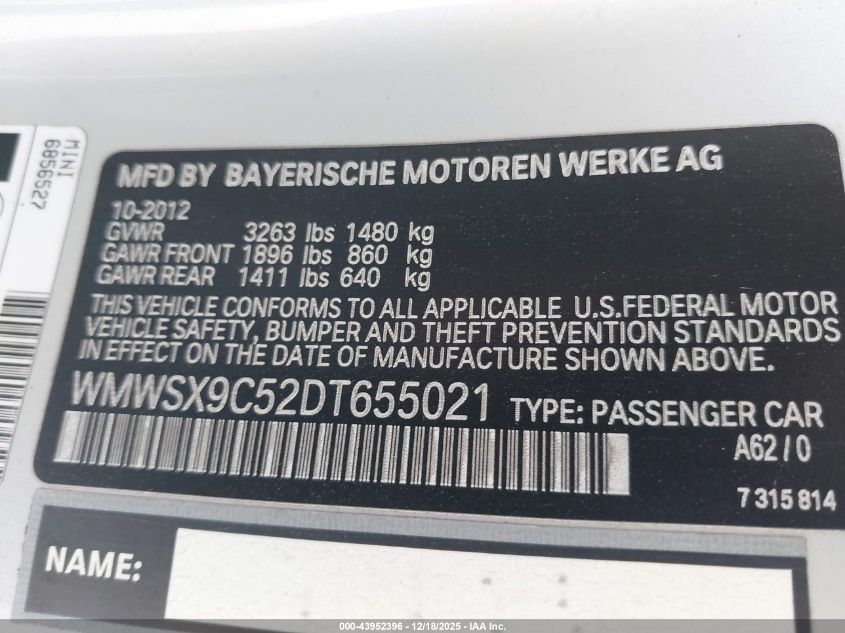 MINI
6856527
MFD BY BAYERISCHE MOTOREN WERKE AG
10-2012
GVWR 3263 lbs 1480 kg
GAWR FRONT 1896 lbs 860 kg
GAWR REAR 1411 lbs 640 kg
THIS VEHICLE CONFORMS TO ALL APPLICABLE U.S.FEDERAL MOTOR
VEHICLE SAFETY, BUMPER AND THEFT PREVENTION STANDARDS
IN EFFECT ON THE DATE OF MANUFACTURE SHOWN ABOVE.
WMWSX9C52DT655021 TYPE: PASSENGER CAR
A62/0
7 315 814
NAME:
000-43952396 - 12/18/2025 - IAA Inc.